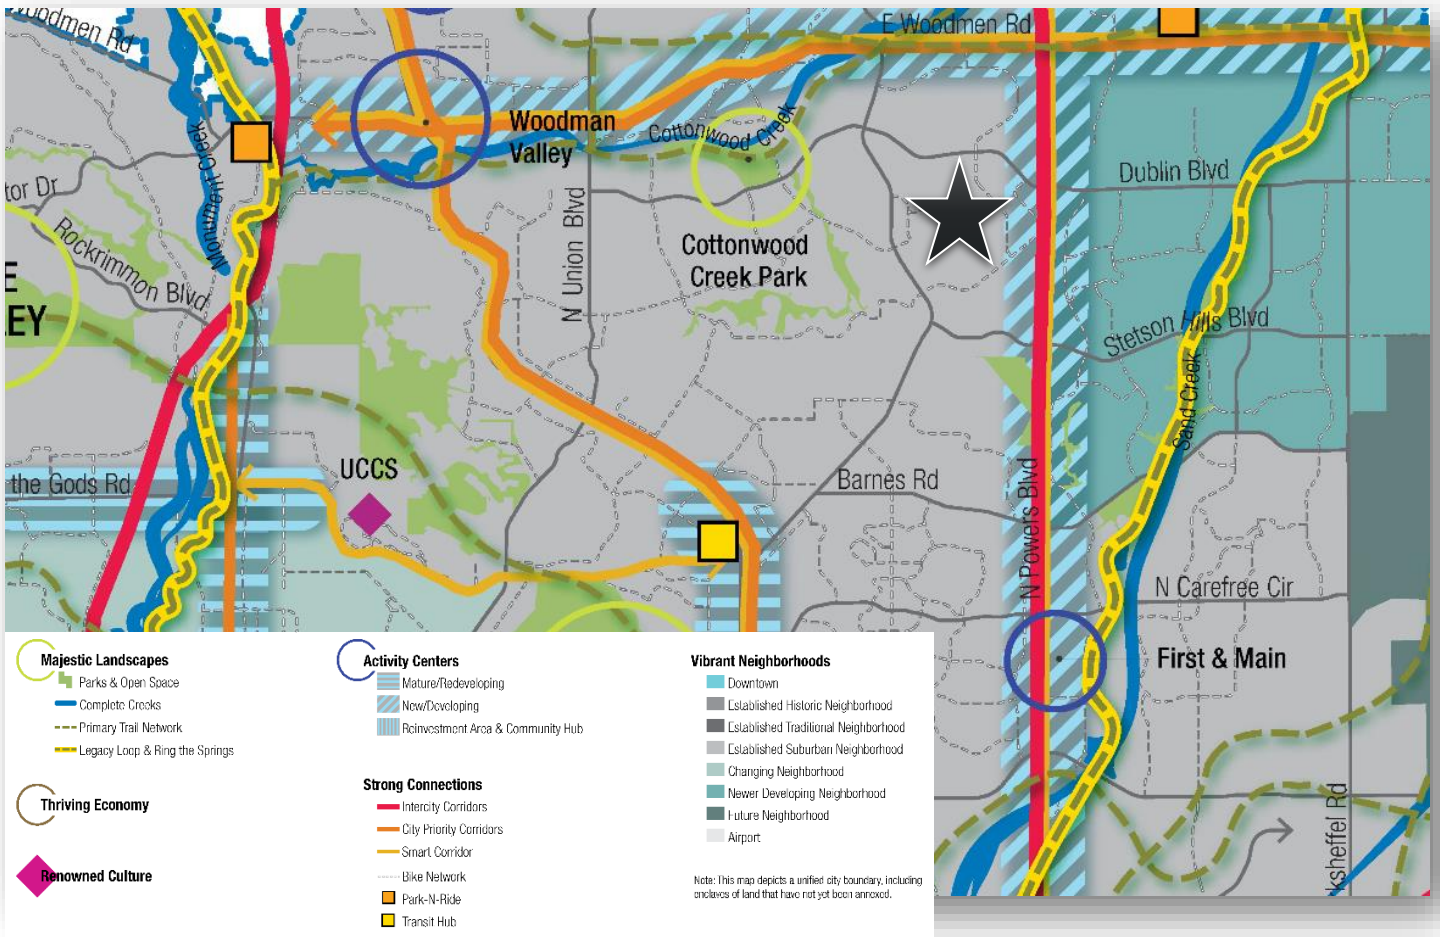 Woodmen Rd
E Woodmen Rd
Monument Creek
Woodman
Valley
Cottonwood Creek
Dublin Blvd
tor Dr
Rockrimmon Blvd
N Union Blvd
Cottonwood
Creek Park
E
LEY
Stetson Hills Blvd
Sand Creek
UCCS
the Gods Rd
Barnes Rd
N Powers Blvd
N Carefree Cir
First & Main
ksheffel Rd
Majestic Landscapes
Parks & Open Space
Complete Creeks
Primary Trail Network
Legacy Loop & Ring the Springs
Thriving Economy
Renowned Culture
Activity Centers
Mature/Redeveloping
New/Developing
Reinvestment Area & Community Hub
Strong Connections
Intercity Corridors
City Priority Corridors
Smart Corridor
Bike Network
Park-N-Ride
Transit Hub
Vibrant Neighborhoods
Downtown
Established Historic Neighborhood
Established Traditional Neighborhood
Established Suburban Neighborhood
Changing Neighborhood
Newer Developing Neighborhood
Future Neighborhood
Airport
Note: This map depicts a unified city boundary, including
enclaves of land that have not yet been annexed.